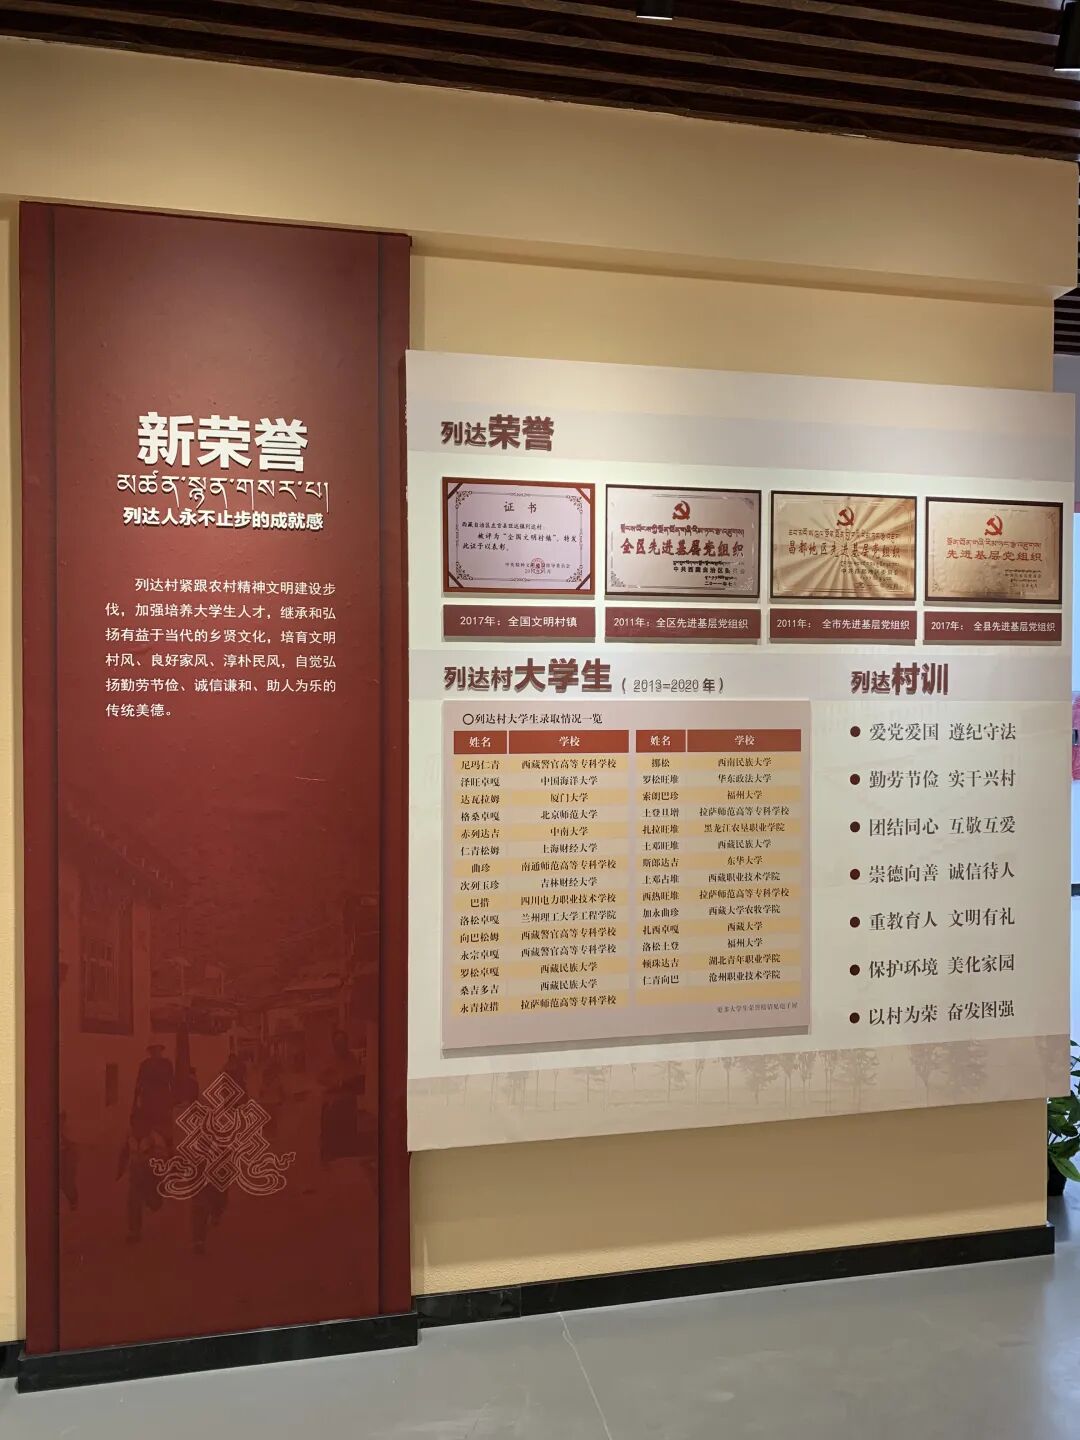 新荣誉
མཚན་སྙན་གསར་པ།
列达人永不止步的成就感
列达村紧跟农村精神文明建设步
伐，加强培养大学生人才，继承和弘
扬有益于当代的乡贤文化，培育文明
村风、良好家风、淳朴民风，自觉弘
扬勤劳节俭、诚信谦和、助人为乐的
传统美德。
列达荣誉
证书
被评为“全国文明村镇”，特发
此证予以表彰。
全区先进基层党组织
昌都地区先进基层党组织
先进基层党组织
2017年：全国文明村镇
2011年：全区先进基层党组织
2011年：全市先进基层党组织
2017年：全县先进基层党组织
列达村大学生（2013-2020年）
列达村大学生录取情况一览
姓名 学校 姓名 学校
尼玛仁青 西藏警官高等专科学校 挪松 西南民族大学
泽旺卓嘎 中国海洋大学 罗松旺堆 华东政法大学
达瓦拉姆 厦门大学 索朗巴珍 福州大学
格桑卓嘎 北京师范大学 土登旦增 拉萨师范高等专科学校
赤列达吉 中南大学 扎拉旺堆 黑龙江农垦职业学院
仁青松姆 上海财经大学 土邓旺堆 西藏民族大学
曲珍 南通师范高等专科学校 斯郎达吉 东华大学
次列玉珍 吉林财经大学 土邓占堆 西藏职业技术学院
巴措 四川电力职业技术学校 西热旺堆 拉萨师范高等专科学校
洛松卓嘎 兰州理工大学工程学院 加永曲珍 西藏大学农牧学院
向巴松姆 西藏警官高等专科学校 扎西卓嘎 西藏大学
永宗卓嘎 西藏警官高等专科学校 洛松土登 福州大学
罗松卓嘎 西藏民族大学 顿珠达吉 湖北青年职业学院
桑吉多吉 西藏民族大学 仁青向巴 沧州职业技术学院
永青拉措 拉萨师范高等专科学校
列达村训
爱党爱国 遵纪守法
勤劳节俭 实干兴村
团结同心 互敬互爱
崇德向善 诚信待人
重教育人 文明有礼
保护环境 美化家园
以村为荣 奋发图强